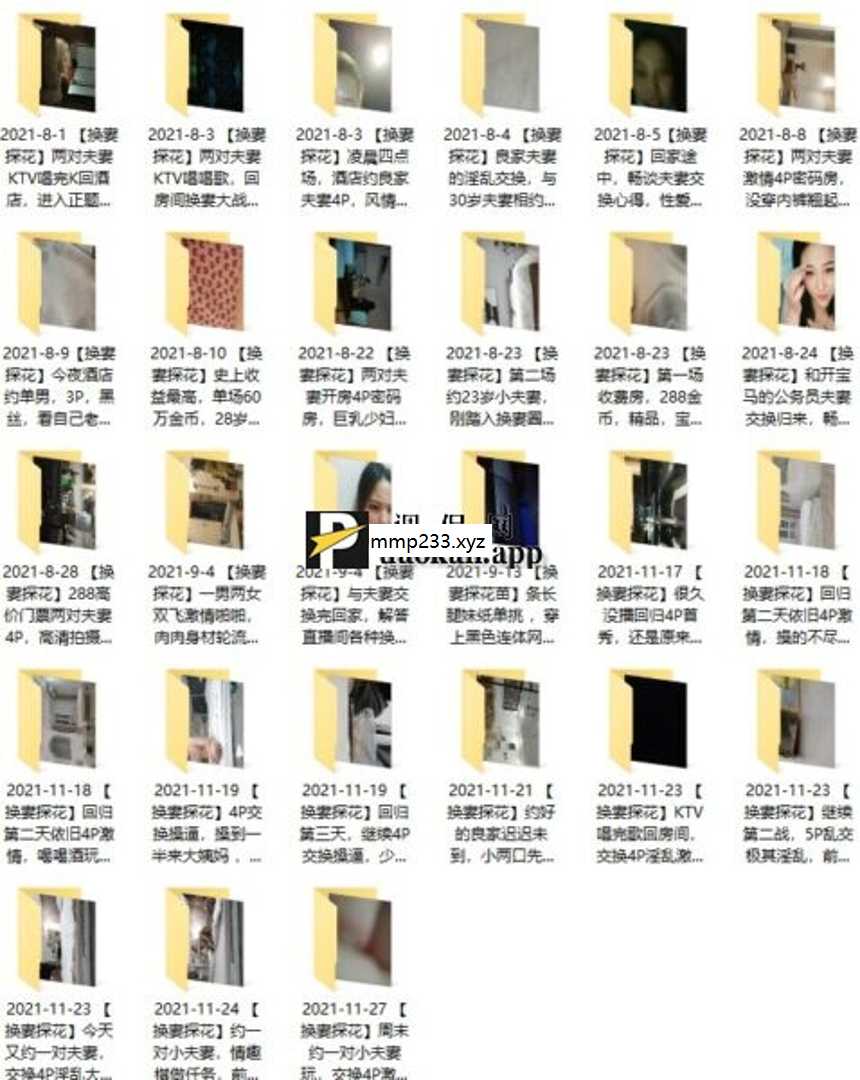 2021-8-1 【换妻
探花】两对夫妻
KTV唱完K回酒
店，进入正题...
2021-8-3 【换妻
探花】两对夫妻
KTV唱唱歌，回
房间换妻大战...
2021-8-3 【换妻
探花】凌晨四点
场，酒店约良家
夫妻4P，风情...
2021-8-4 【换妻
探花】良家夫妻
的淫乱交换，与
30岁夫妻相约...
2021-8-5【换妻
探花】回家途
中，畅谈夫妻交
换心得，性爱...
2021-8-8 【换妻
探花】两对夫妻
激情4P密码房，
没穿内裤翘起...
2021-8-9【换妻
探花】今夜酒店
约单男，3P，黑
丝，看自己老...
2021-8-10 【换
妻探花】史上收
益最高，单场60
万金币，28岁...
2021-8-22 【换
妻探花】两对夫
妻开房4P密码
房，巨乳少妇...
2021-8-23 【换
妻探花】第二场
约23岁小夫妻，
刚踏入换妻圈...
2021-8-23 【换
妻探花】第一场
收费房，288金
币，精品，宝...
2021-8-24 【换
妻探花】和开宝
马的公务员夫妻
交换归来，畅...
2021-8-28 【换
妻探花】288高
价门票两对夫妻
4P，高清拍摄...
2021-9-4 【换妻
探花】一男两女
双飞激情啪啪，
肉肉身材轮流...
mmp233.xyz
duokan.app
2021-9-4 【换妻
探花】与夫妻交
换完回家，解答
直播间各种换...
2021-9-13 【换
妻探花苗】条长
腿妹纸单挑 ，穿
上黑色连体网...
2021-11-17 【
换妻探花】很久
没播回归4P首
秀，还是原来...
2021-11-18 【
换妻探花】回归
第二天依旧4P激
情，操的不尽...
2021-11-18 【
换妻探花】回归
第二天依旧4P激
情，喝喝酒玩...
2021-11-19 【
换妻探花】4P交
换操逼，操到一
半来大姨妈 ，...
2021-11-19 【
换妻探花】回归
第三天，继续4P
交换操逼，少...
2021-11-21 【
换妻探花】约好
的良家迟迟未
到，小两口先...
2021-11-23 【
换妻探花】KTV
唱完歌回房间，
交换4P淫乱激...
2021-11-23 【
换妻探花】继续
第二战，5P乱交
极其淫乱，前...
2021-11-23 【
换妻探花】今天
又约一对夫妻，
交换4P淫乱大...
2021-11-24 【
换妻探花】约一
对小夫妻，情趣
做任务，前...
2021-11-27 【
换妻探花】周末
约一对小夫妻
玩，交换4P激...